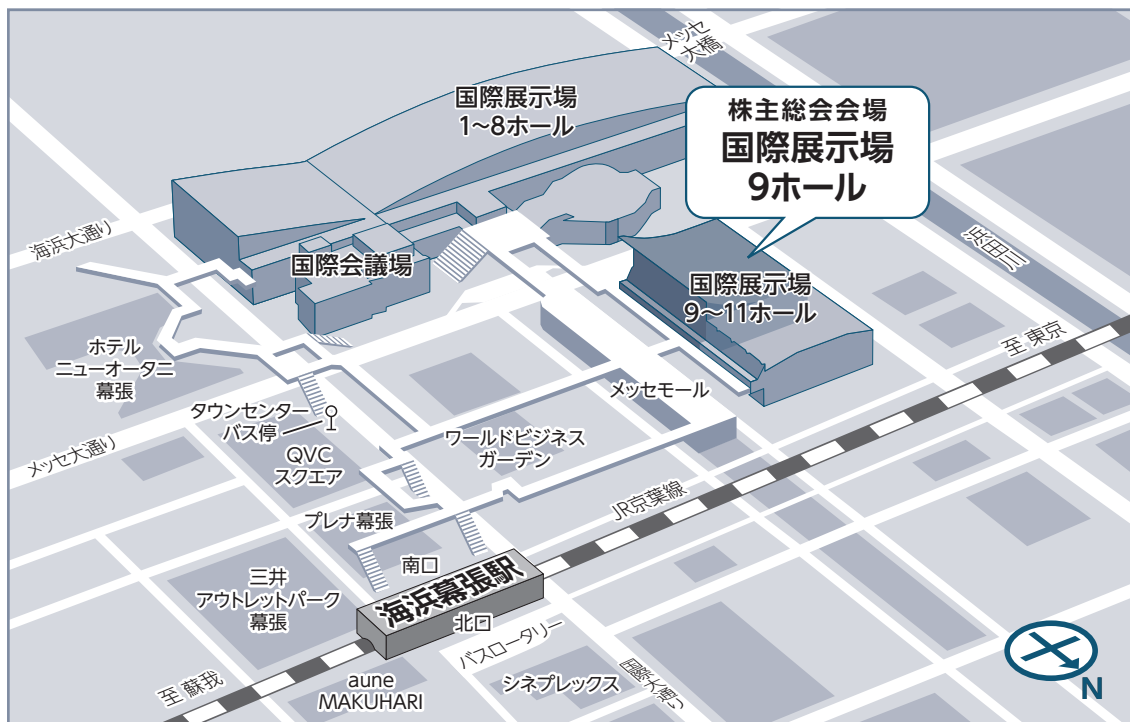 メッセ
大橋
国際展示場
1~8ホール
株主総会会場
国際展示場
9ホール
海浜大通り
浜田川
国際会議場
国際展示場
9~11ホール
至 東京
ホテル
ニューオータニ
幕張
メッセモール
タウンセンター
バス停
メッセ大通り
QVC
スクエア
ワールドビジネス
ガーデン
JR京葉線
プレナ幕張
南口
三井
アウトレットパーク
幕張
海浜幕張駅
北口
バスロータリー
国際大通り
至 蘇我
aune
MAKUHARI
シネプレックス
N